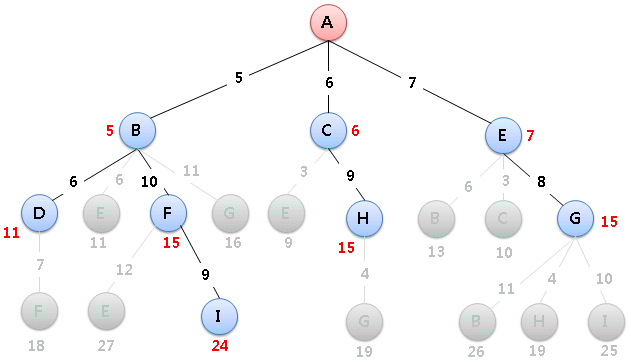 A
5 6 7
5 B C 6 E 7
6 6 10 11 3 9 6 3 8
D E F G E H B C G 15
11 11 15 16 9 15 13 10
7 12 9 4 11 4 10
F E I G B H I
18 27 24 19 26 19 25